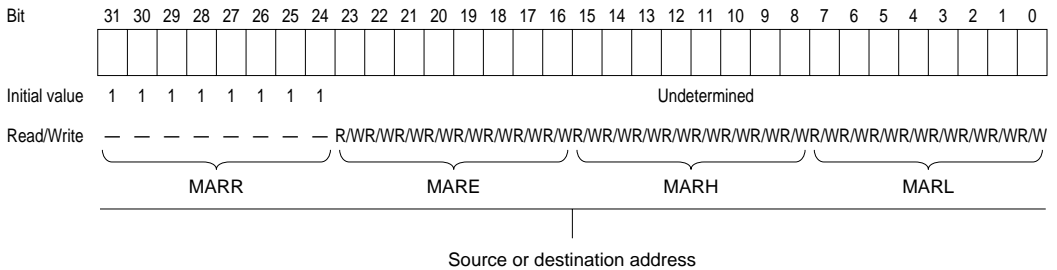 Bit 31 30 29 28 27 26 25 24 23 22 21 20 19 18 17 16 15 14 13 12 11 10 9 8 7 6 5 4 3 2 1 0
Initial value 1 1 1 1 1 1 1 1 Undetermined
Read/Write — — — — — — — — R/WR/WR/WR/WR/WR/WR/WR/WR/WR/WR/WR/WR/WR/WR/WR/WR/WR/WR/WR/WR/WR/WR/WR/W
MARR MARE MARH MARL
Source or destination address